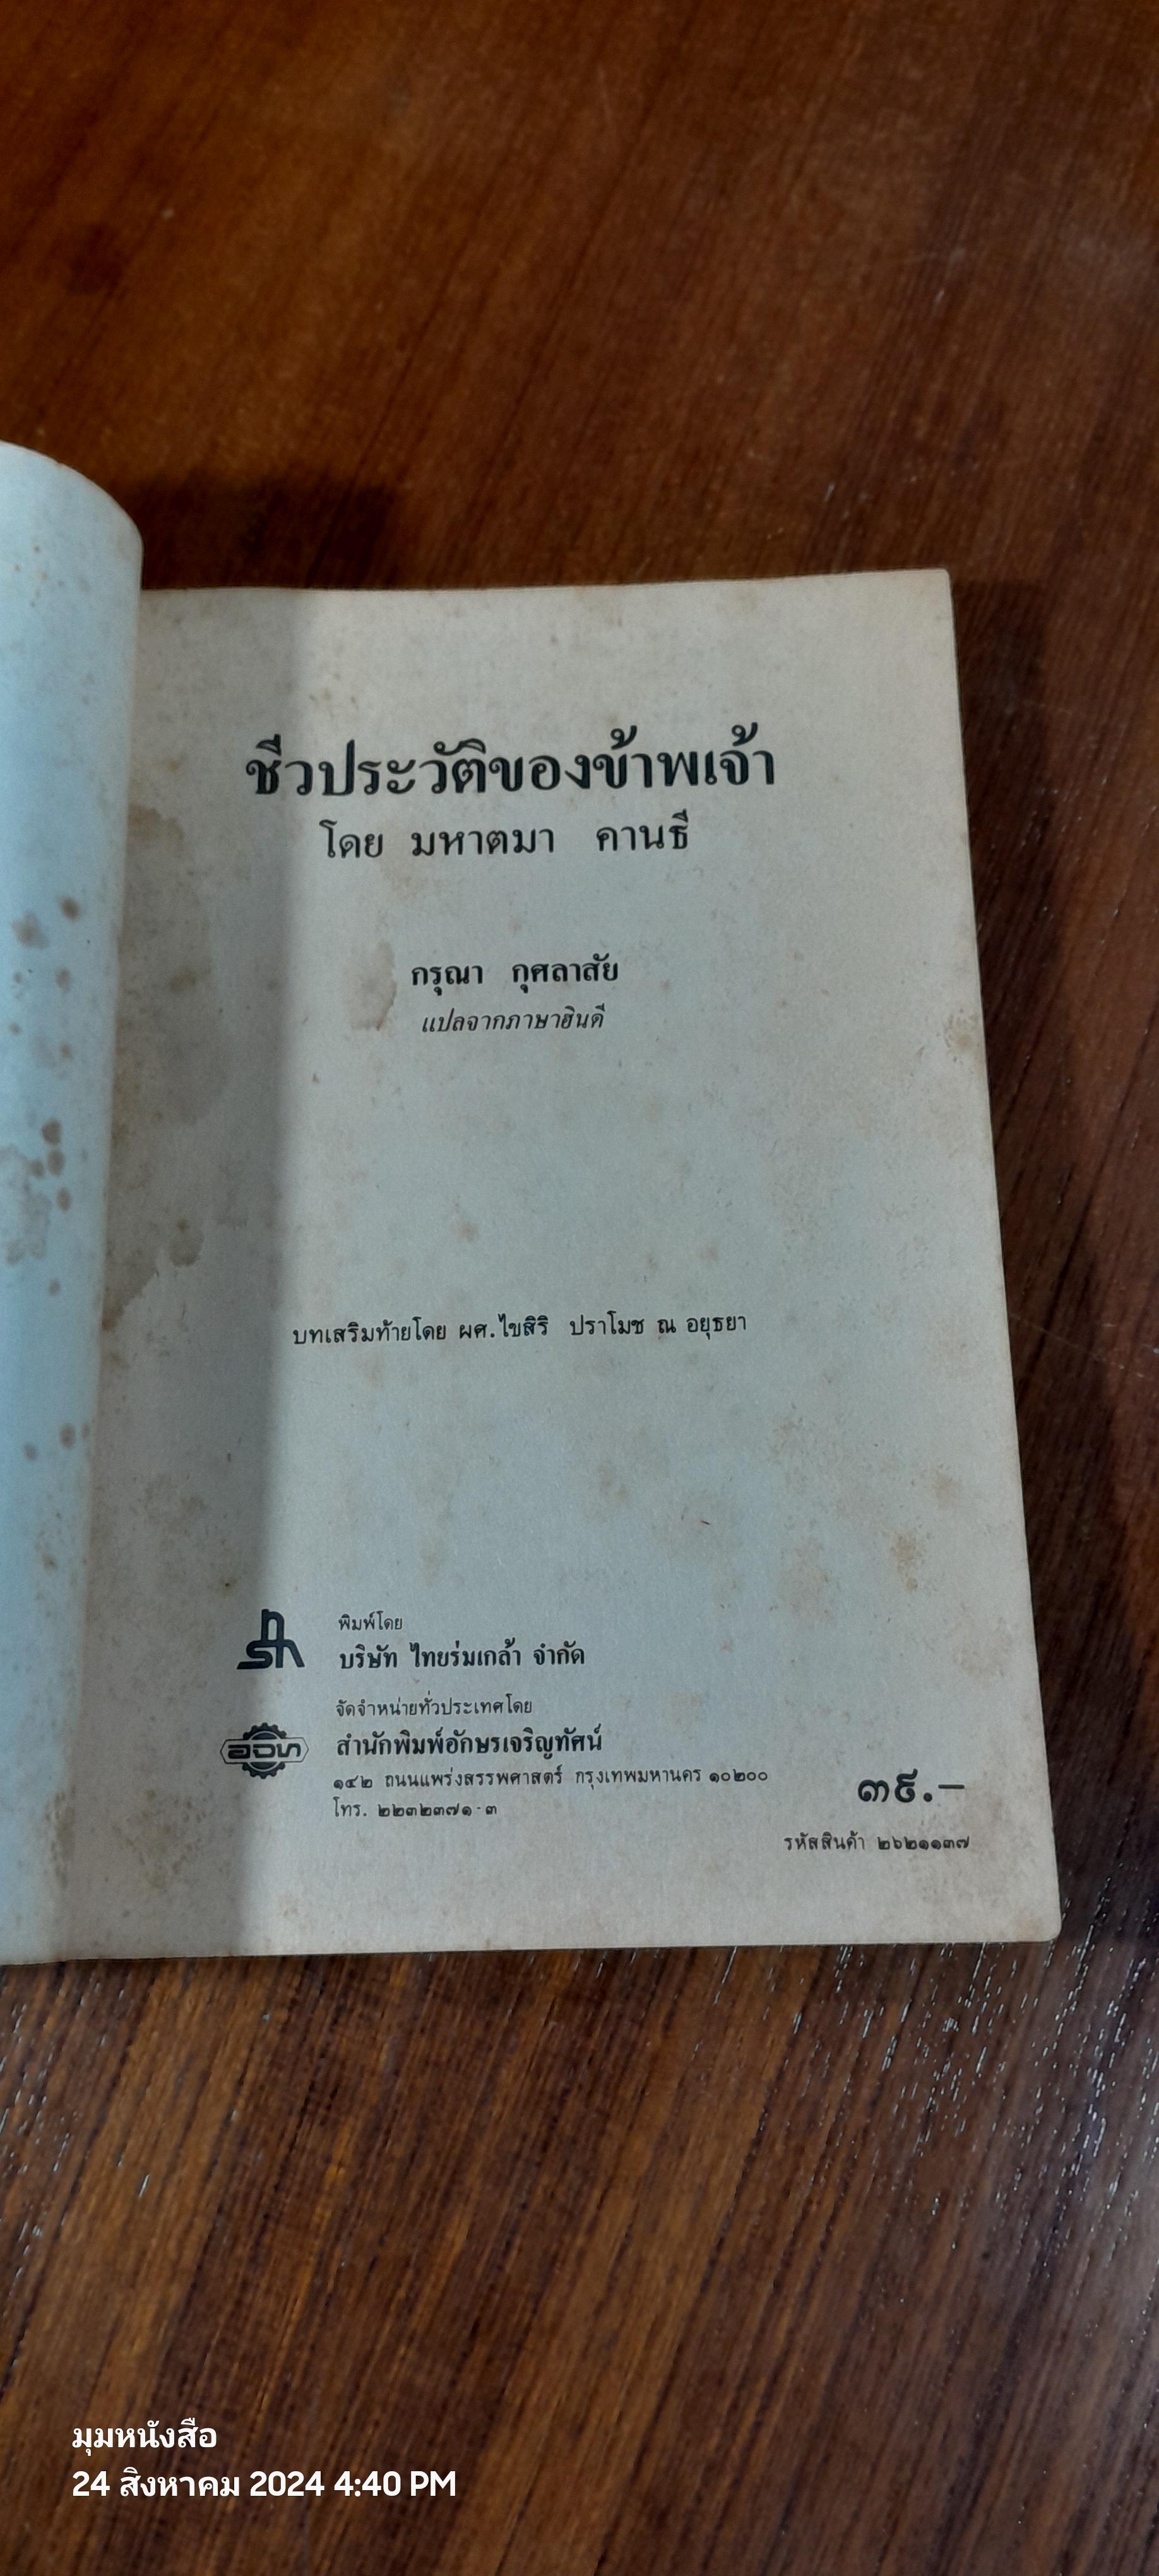 ชีวประวัติของข้าพเจ้า
โดย มหาตมา คานธี
กรุณา กุศลาสัย
แปลจากภาษาฮินดี
บทเสริมท้ายโดย ผศ.ไขสิริ ปราโมช ณ อยุธยา
พิมพ์โดย
บริษัท ไทยร่มเกล้า จำกัด
จัดจำหน่ายทั่วประเทศโดย
อจท
สำนักพิมพ์อักษรเจริญทัศน์
๑๔๒ ถนนแพร่งสรรพศาสตร์ กรุงเทพมหานคร ๑๐๒๐๐
โทร. ๒๒๓๒๓๗๑-๓
๓๕.–
รหัสสินค้า ๒๖๒๑๑๓๗
มุมหนังสือ
24 สิงหาคม 2024 4:40 PM